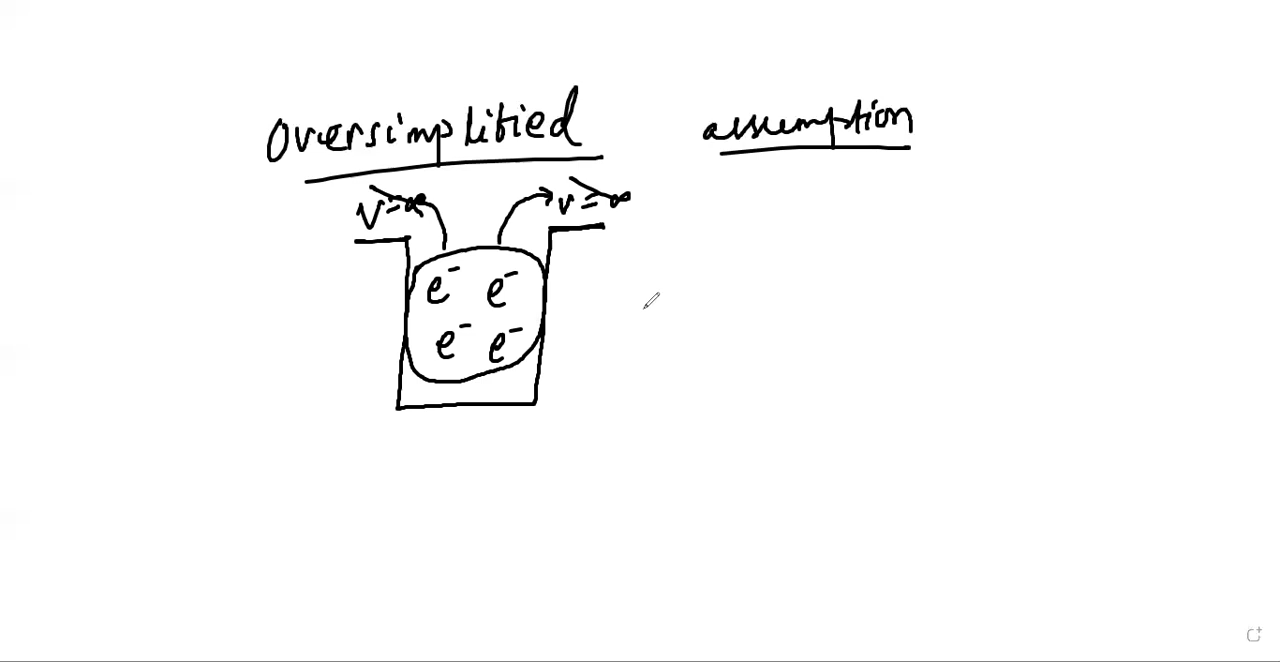 oversimplified assumption
V=∞ V=∞
e⁻ e⁻
e⁻ e⁻